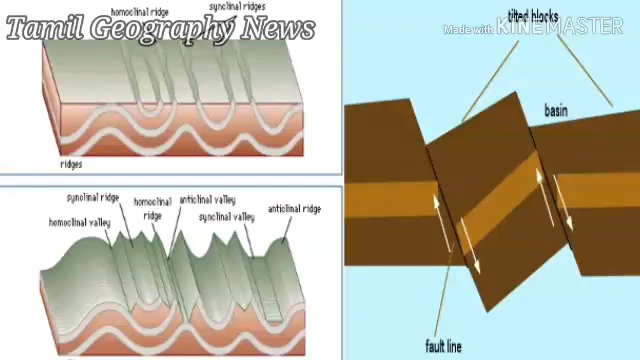 Tamil Geography News
homoclinal ridge
synclinal ridges
ridges
synclinal ridge
homoclinal
ridge
anticlinal valley
homoclinal valley
synclinal valley
anticlinal ridge
Made with KINEMASTER
tilted blocks
basin
fault line